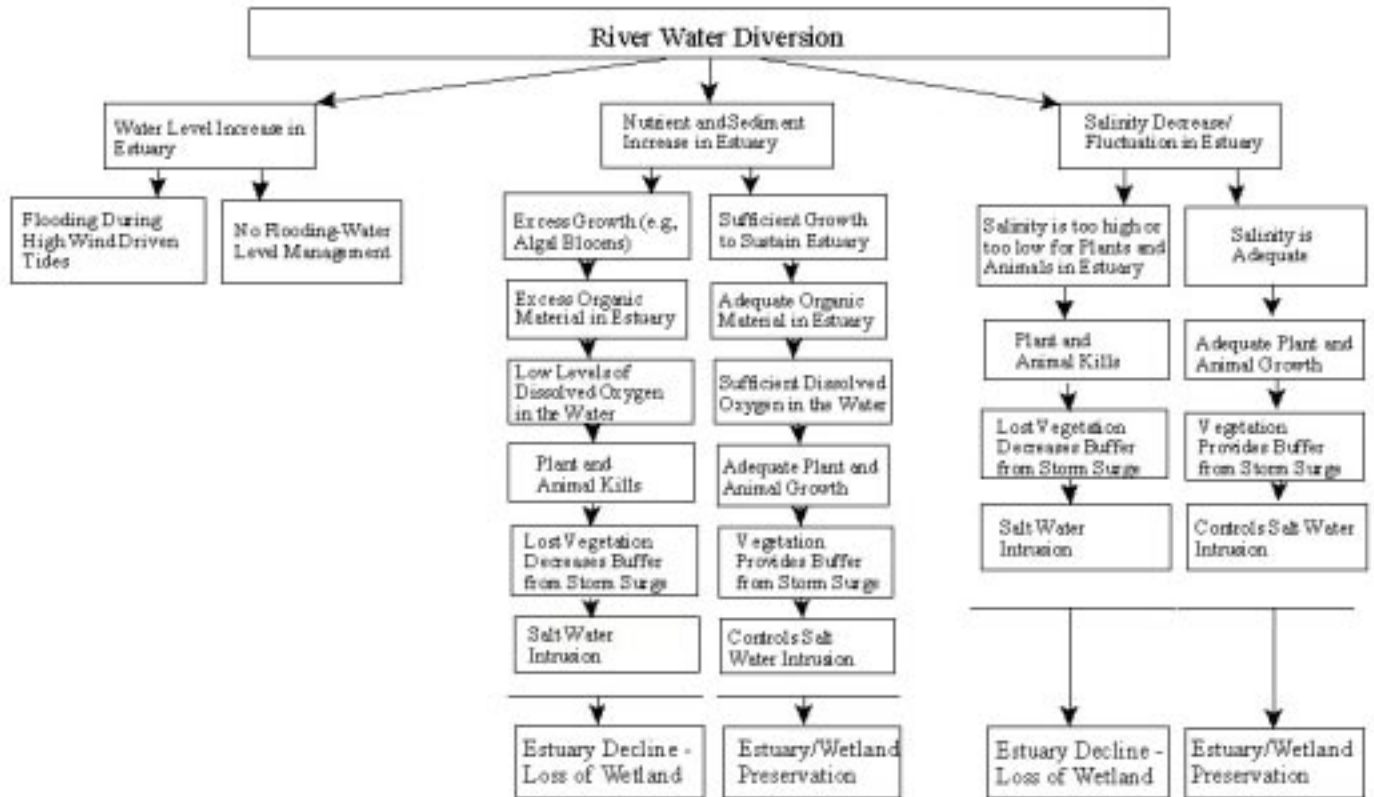 River Water Diversion
Water Level Increase in
Estuary
Nutrient and Sediment
Increase in Estuary
Salinity Decrease/
Fluctuation in Estuary
Flooding During
High Wind Driven
Tides
No Flooding-Water
Level Management
Excess Growth (e.g,
Algal Blooms)
Sufficient Growth
to Sustain Estuary
Salinity is too high or
too low for Plants and
Animals in Estuary
Salinity is
Adequate
Excess Organic
Material in Estuary
Adequate Organic
Material in Estuary
Plant and
Animal Kills
Adequate Plant and
Animal Growth
Low Levels of
Dissolved Oxygen
in the Water
Sufficient Dissolved
Oxygen in the Water
Lost Vegetation
Decreases Buffer
from Storm Surge
Vegetation
Provides Buffer
from Storm Surge
Plant and
Animal Kills
Adequate Plant and
Animal Growth
Salt Water
Intrusion
Controls Salt Water
Intrusion
Lost Vegetation
Decreases Buffer
from Storm Surge
Vegetation
Provides Buffer
from Storm Surge
Salt Water
Intrusion
Controls Salt
Water Intrusion
Estuary Decline -
Loss of Wetland
Estuary/Wetland
Preservation
Estuary Decline -
Loss of Wetland
Estuary/Wetland
Preservation